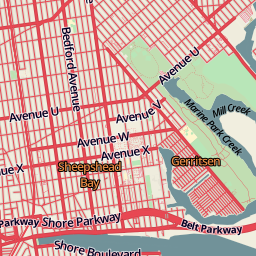 Bedford Avenue
Avenue U
Avenue U
Avenue V
Mill Creek
Marine Park Creek
Avenue W
Avenue X
nue X
Sheepshead
Bay
Gerritsen
Parkway Shore Parkway
Belt Parkway
Shore Boulevard